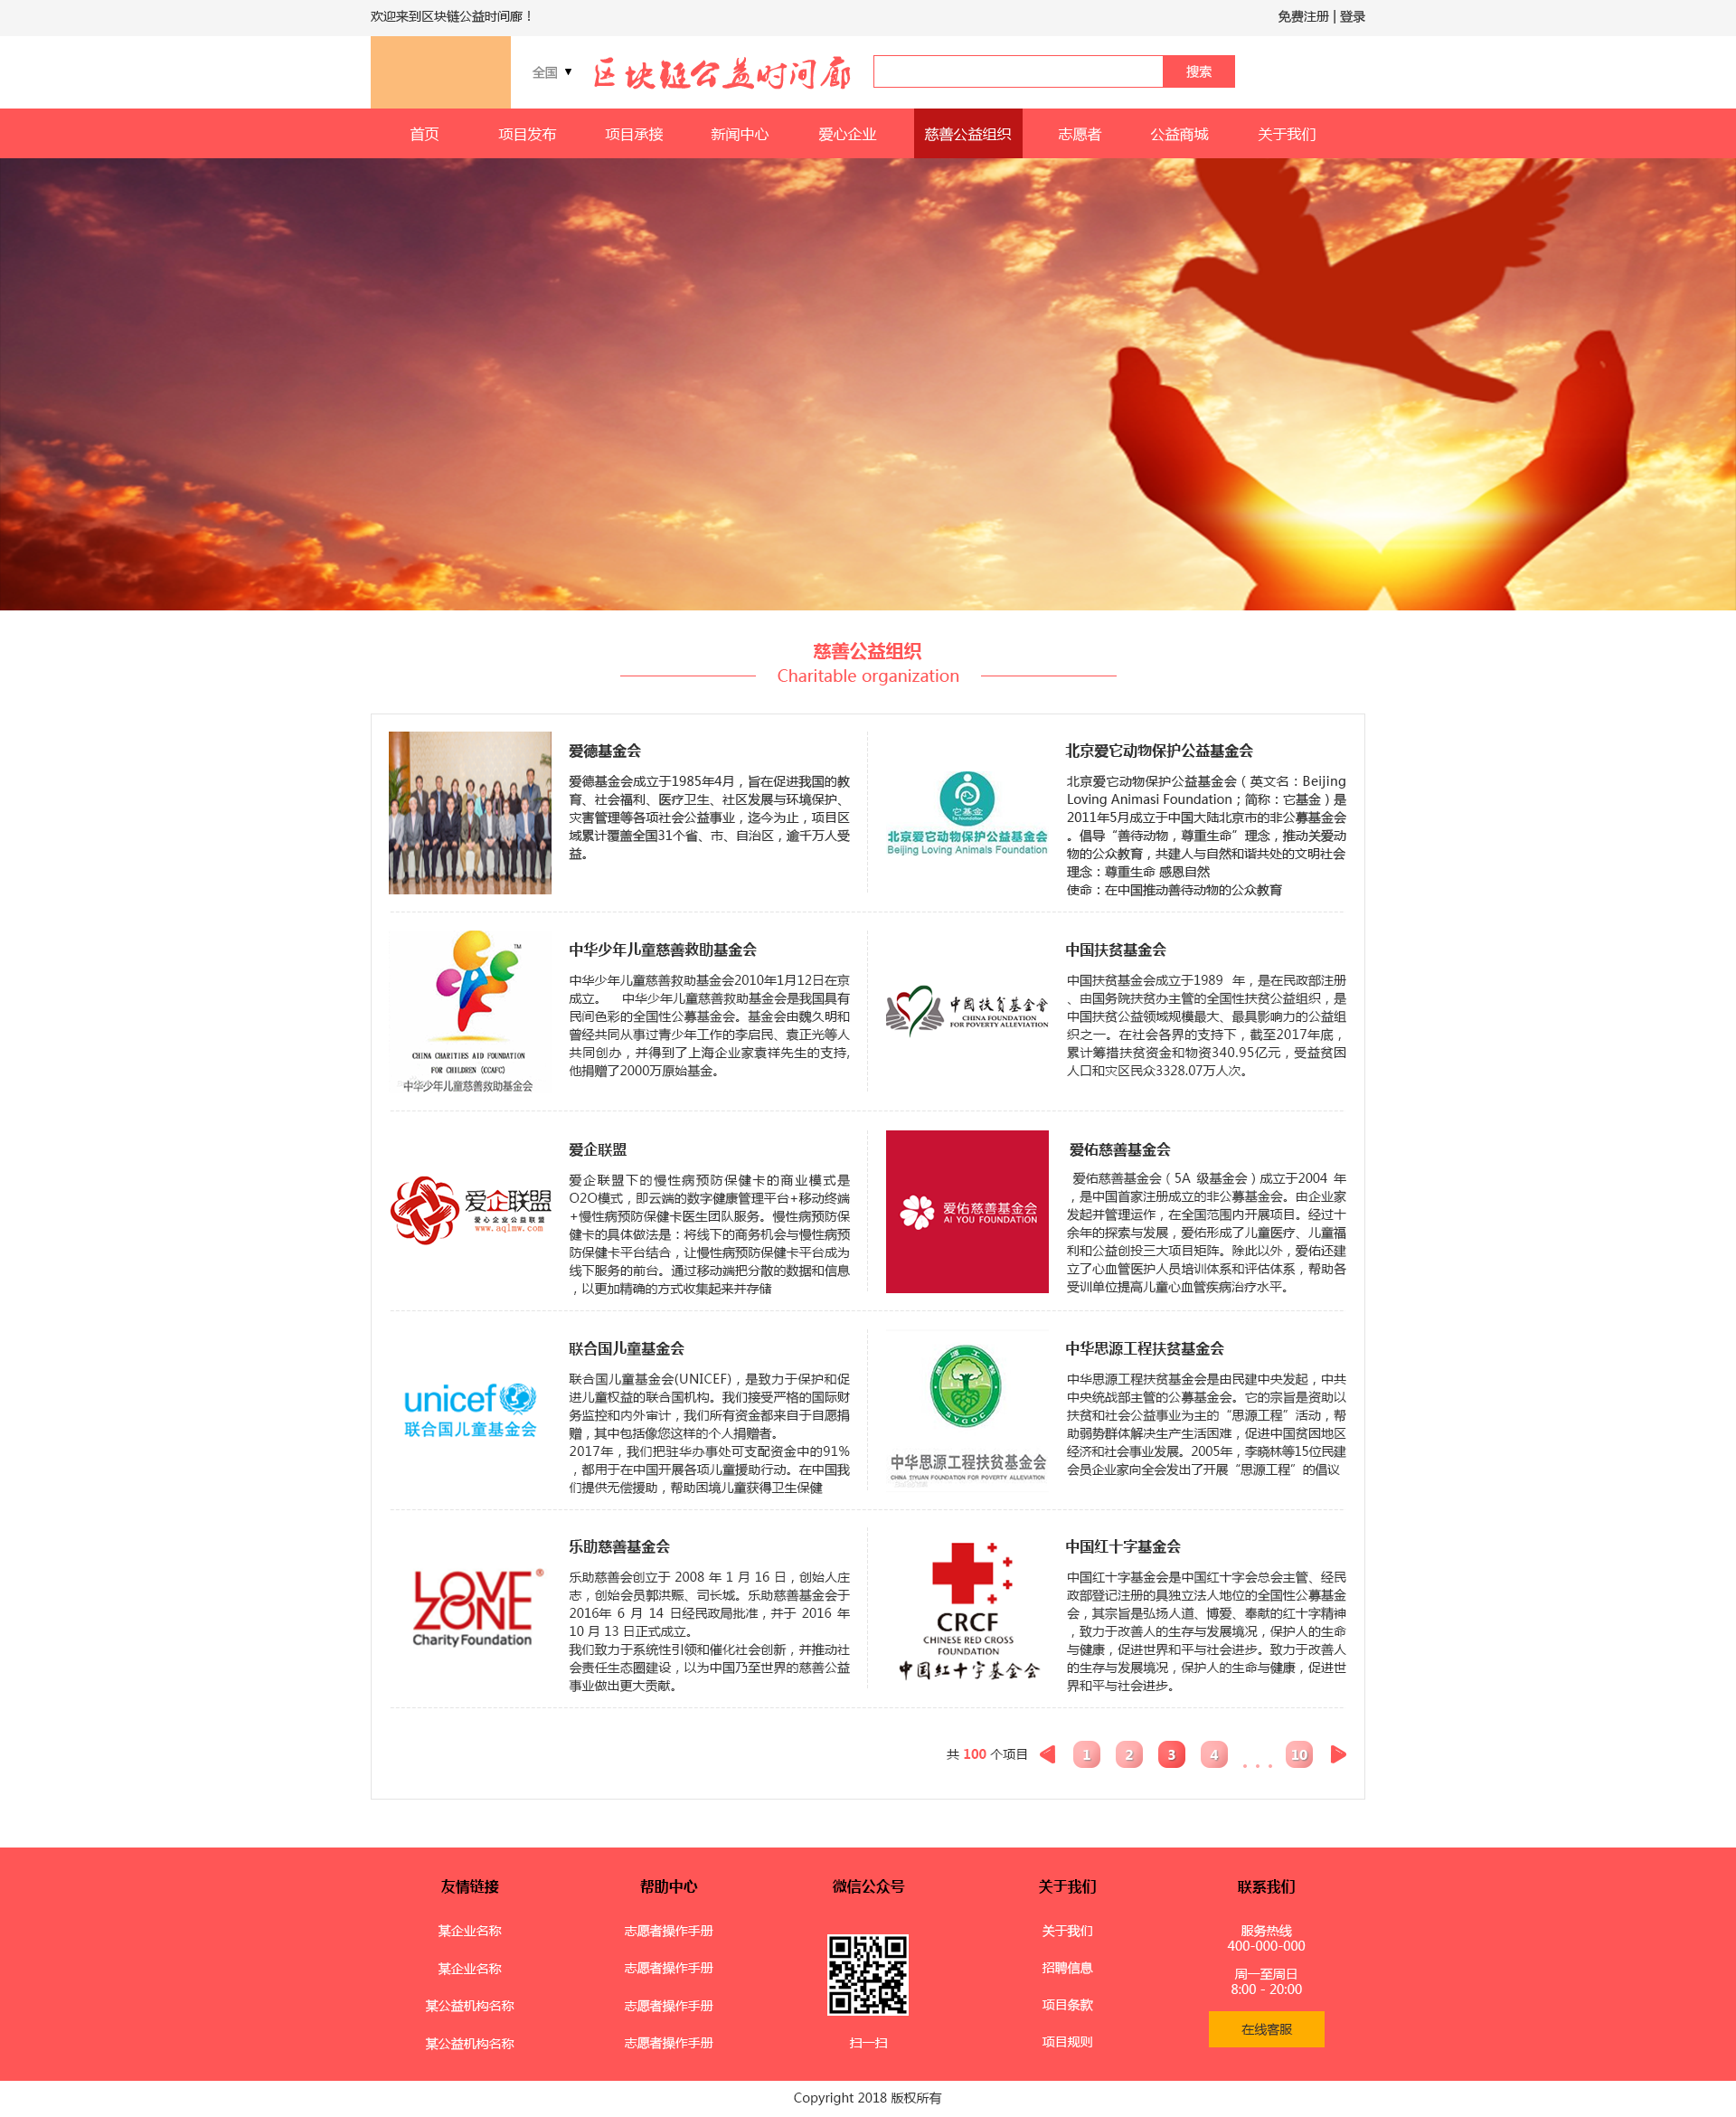 欢迎来到区块链公益时间廊！
免费注册 | 登录
全国 ▼
区块链公益时间廊
搜索
首页
项目发布
项目承接
新闻中心
爱心企业
慈善公益组织
志愿者
公益商城
关于我们
慈善公益组织
Charitable organization
爱德基金会
爱德基金会成立于1985年4月，旨在促进我国的教
育、社会福利、医疗卫生、社区发展与环境保护、
灾害管理等各项社会公益事业，迄今为止，项目区
域累计覆盖全国31个省、市、自治区，逾千万人受
益。
它基金
北京爱它动物保护公益基金会
Beijing Loving Animals Foundation
北京爱它动物保护公益基金会
北京爱它动物保护公益基金会（英文名：Beijing
Loving Animasi Foundation；简称：它基金）是
2011年5月成立于中国大陆北京市的非公募基金会
。倡导“善待动物，尊重生命”理念，推动关爱动
物的公众教育，共建人与自然和谐共处的文明社会
理念：尊重生命 感恩自然
使命：在中国推动善待动物的公众教育
TM
CHINA CHARITIES AID FOUNDATION
FOR CHILDREN (CCAFC)
中华少年儿童慈善救助基金会
中华少年儿童慈善救助基金会
中华少年儿童慈善救助基金会2010年1月12日在京
成立。 中华少年儿童慈善救助基金会是我国具有
民间色彩的全国性公募基金会。基金会由魏久明和
曾经共同从事过青少年工作的李启民、袁正光等人
共同创办，并得到了上海企业家袁祥先生的支持,
他捐赠了2000万原始基金。
中国扶贫基金会
CHINA FOUNDATION
FOR POVERTY ALLEVIATION
中国扶贫基金会
中国扶贫基金会成立于1989 年，是在民政部注册
、由国务院扶贫办主管的全国性扶贫公益组织，是
中国扶贫公益领域规模最大、最具影响力的公益组
织之一。在社会各界的支持下，截至2017年底，
累计筹措扶贫资金和物资340.95亿元，受益贫困
人口和灾区民众3328.07万人次。
爱企联盟
爱心企业公益联盟
www.aqlmw.com
爱企联盟
爱企联盟下的慢性病预防保健卡的商业模式是
O2O模式，即云端的数字健康管理平台+移动终端
+慢性病预防保健卡医生团队服务。慢性病预防保
健卡的具体做法是：将线下的商务机会与慢性病预
防保健卡平台结合，让慢性病预防保健卡平台成为
线下服务的前台。通过移动端把分散的数据和信息
，以更加精确的方式收集起来并存储
爱佑慈善基金会
AI YOU FOUNDATION
爱佑慈善基金会
爱佑慈善基金会（5A 级基金会）成立于2004 年
，是中国首家注册成立的非公募基金会。由企业家
发起并管理运作，在全国范围内开展项目。经过十
余年的探索与发展，爱佑形成了儿童医疗、儿童福
利和公益创投三大项目矩阵。除此以外，爱佑还建
立了心血管医护人员培训体系和评估体系，帮助各
受训单位提高儿童心血管疾病治疗水平。
unicef
联合国儿童基金会
联合国儿童基金会
联合国儿童基金会(UNICEF)，是致力于保护和促
进儿童权益的联合国机构。我们接受严格的国际财
务监控和内外审计，我们所有资金都来自于自愿捐
赠，其中包括像您这样的个人捐赠者。
2017年，我们把驻华办事处可支配资金中的91%
，都用于在中国开展各项儿童援助行动。在中国我
们提供无偿援助，帮助困境儿童获得卫生保健
思源工程
SYGOC
中华思源工程扶贫基金会
CHINA SIYUAN FOUNDATION FOR POVERTY ALLEVIATION
中华思源工程扶贫基金会
中华思源工程扶贫基金会是由民建中央发起，中共
中央统战部主管的公募基金会。它的宗旨是资助以
扶贫和社会公益事业为主的“思源工程”活动，帮
助弱势群体解决生产生活困难，促进中国贫困地区
经济和社会事业发展。2005年，李晓林等15位民建
会员企业家向全会发出了开展“思源工程”的倡议
LOVE
ZONE ®
Charity Foundation
乐助慈善基金会
乐助慈善会创立于 2008 年 1 月 16 日，创始人庄
志，创始会员郭洪赈、司长城。乐助慈善基金会于
2016年 6 月 14 日经民政局批准，并于 2016 年
10 月 13 日正式成立。
我们致力于系统性引领和催化社会创新，并推动社
会责任生态圈建设，以为中国乃至世界的慈善公益
事业做出更大贡献。
CRCF
CHINESE RED CROSS
FOUNDATION
中国红十字基金会
中国红十字基金会
中国红十字基金会是中国红十字会总会主管、经民
政部登记注册的具独立法人地位的全国性公募基金
会，其宗旨是弘扬人道、博爱、奉献的红十字精神
，致力于改善人的生存与发展境况，保护人的生命
与健康，促进世界和平与社会进步。致力于改善人
的生存与发展境况，保护人的生命与健康，促进世
界和平与社会进步。
共 100 个项目
1
2
3
4
. . .
10
友情链接
某企业名称
某企业名称
某公益机构名称
某公益机构名称
帮助中心
志愿者操作手册
志愿者操作手册
志愿者操作手册
志愿者操作手册
微信公众号
扫一扫
关于我们
关于我们
招聘信息
项目条款
项目规则
联系我们
服务热线
400-000-000
周一至周日
8:00 - 20:00
在线客服
Copyright 2018 版权所有